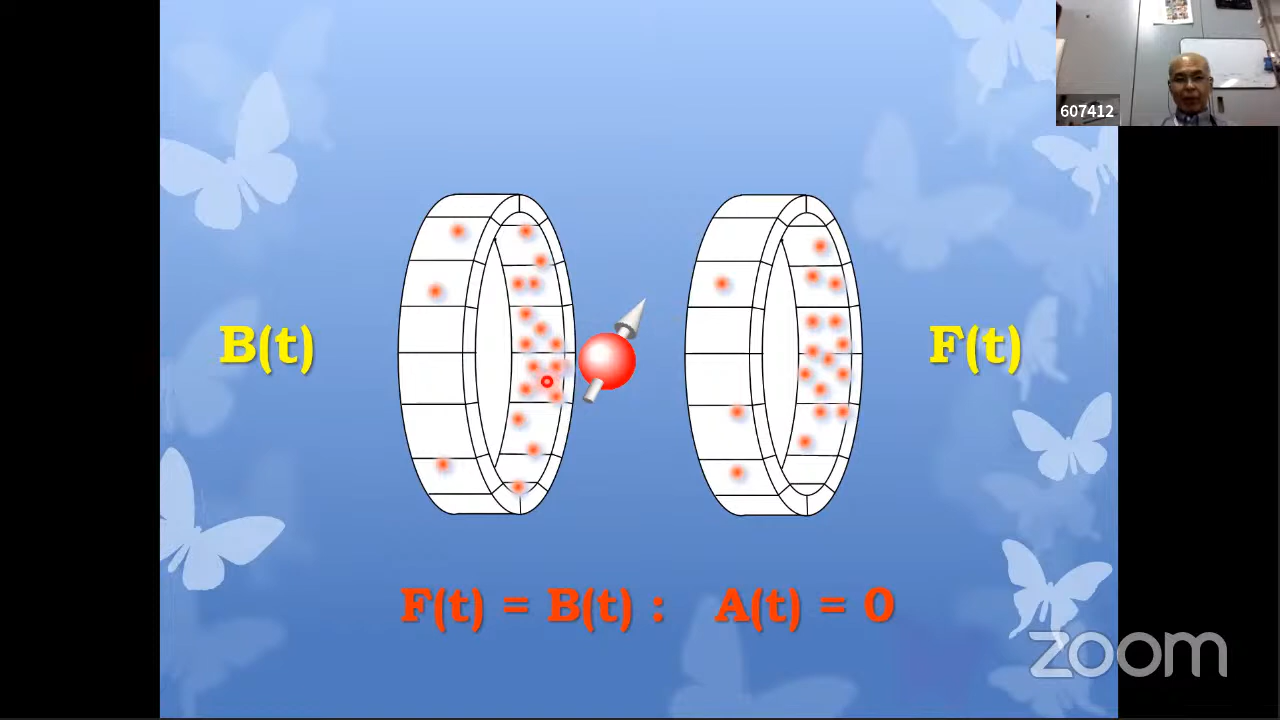 607412
B(t)
F(t)
F(t) = B(t) : A(t) = 0
zoom